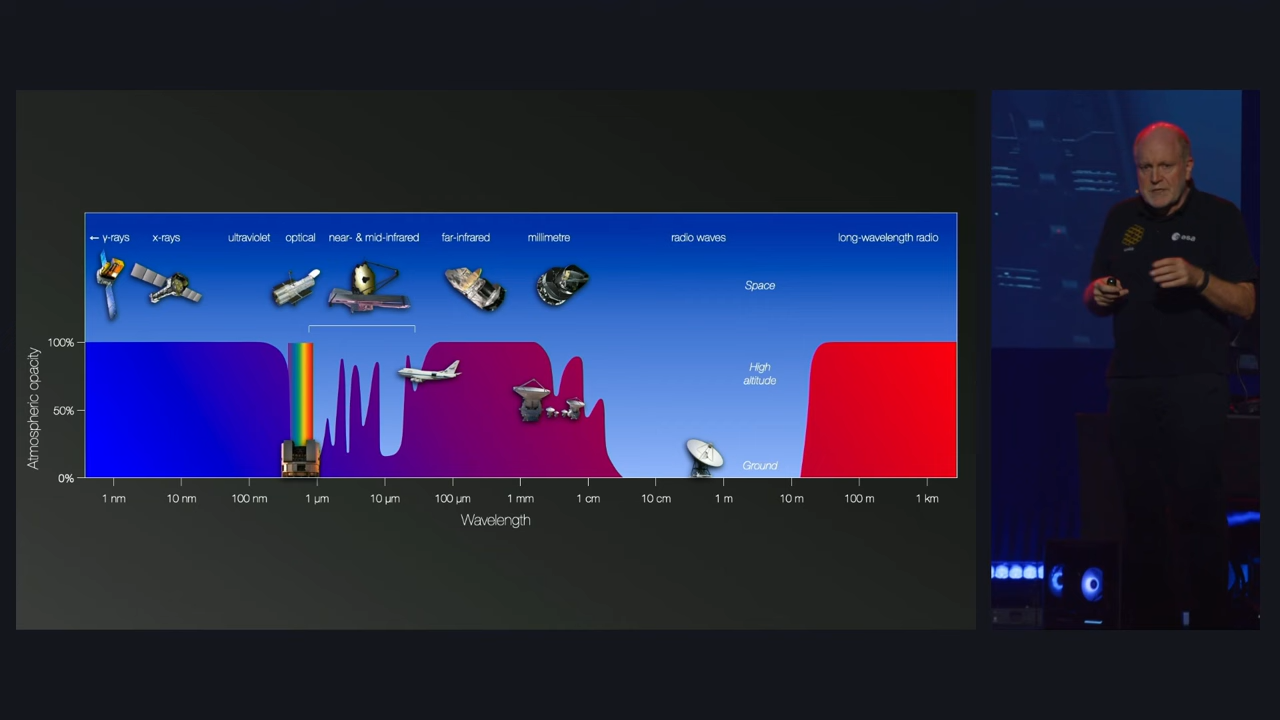 ← γ-rays
x-rays
ultraviolet
optical
near- & mid-infrared
far-infrared
millimetre
radio waves
long-wavelength radio
Space
High
altitude
Ground
100%
50%
0%
Atmospheric opacity
1 nm
10 nm
100 nm
1 μm
10 μm
100 μm
1 mm
1 cm
10 cm
1 m
10 m
100 m
1 km
Wavelength
esa